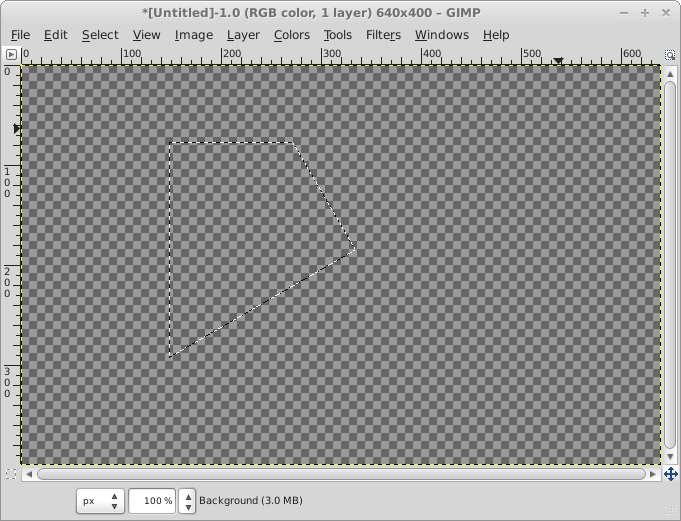 *[Untitled]-1.0 (RGB color, 1 layer) 640x400 – GIMP
File Edit Select View Image Layer Colors Tools Filters Windows Help
0 100 200 300 400 500 600
0
100
200
300
px 100 % Background (3.0 MB)